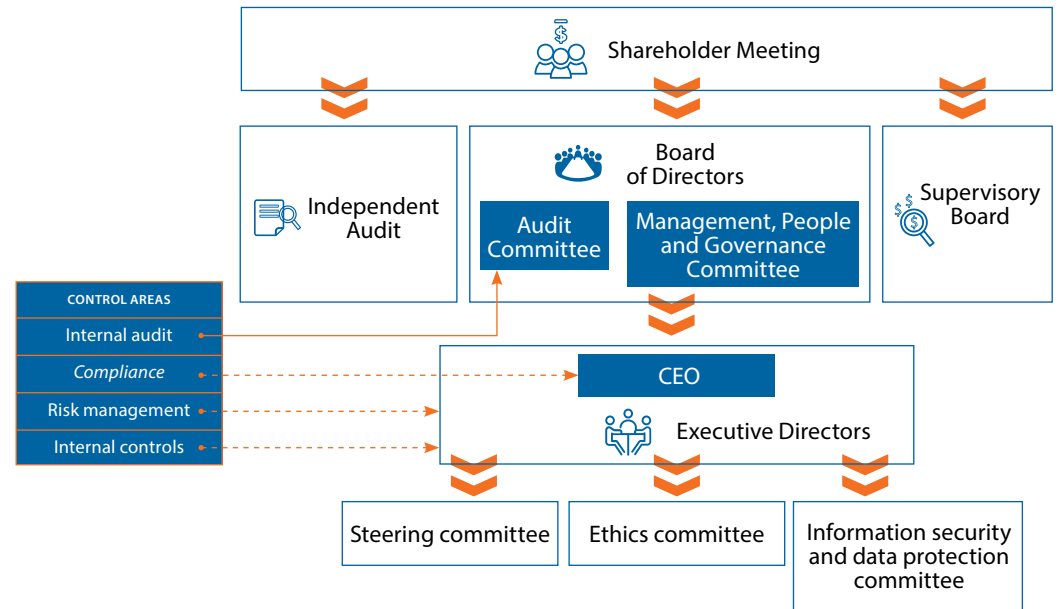 Shareholder Meeting
Independent
Audit
Board
of Directors
Audit
Committee
Management, People
and Governance
Committee
Supervisory
Board
CONTROL AREAS
Internal audit
Compliance
Risk management
Internal controls
CEO
Executive Directors
Steering committee
Ethics committee
Information security
and data protection
committee